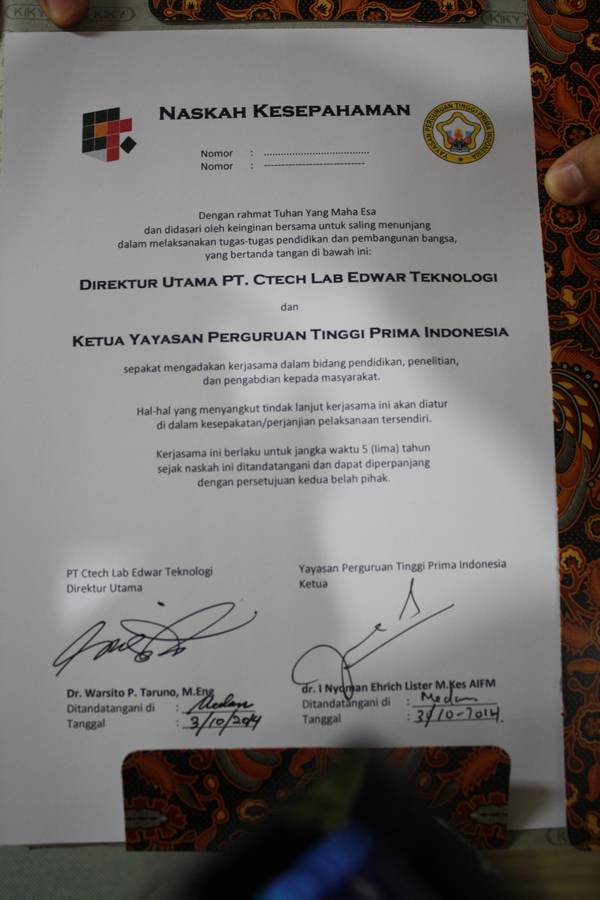 KIKY
KIKY
NASKAH KESEPAHAMAN
YAYASAN PERGURUAN TINGGI PRIMA INDONESIA
Nomor : ......................................
Nomor : ------------------------------
Dengan rahmat Tuhan Yang Maha Esa
dan didasari oleh keinginan bersama untuk saling menunjang
dalam melaksanakan tugas-tugas pendidikan dan pembangunan bangsa,
yang bertanda tangan di bawah ini:
DIREKTUR UTAMA PT. CTECH LAB EDWAR TEKNOLOGI
dan
KETUA YAYASAN PERGURUAN TINGGI PRIMA INDONESIA
sepakat mengadakan kerjasama dalam bidang pendidikan, penelitian,
dan pengabdian kepada masyarakat.
Hal-hal yang menyangkut tindak lanjut kerjasama ini akan diatur
di dalam kesepakatan/perjanjian pelaksanaan tersendiri.
Kerjasama ini berlaku untuk jangka waktu 5 (lima) tahun
sejak naskah ini ditandatangani dan dapat diperpanjang
dengan persetujuan kedua belah pihak.
PT Ctech Lab Edwar Teknologi
Direktur Utama
Dr. Warsito P. Taruno, M.Eng
Ditandatangani di : Medan
Tanggal : 3/10/2014
Yayasan Perguruan Tinggi Prima Indonesia
Ketua
dr. I Nyoman Ehrich Lister M.Kes AIFM
Ditandatangani di : Medan
Tanggal : 3/10-2014